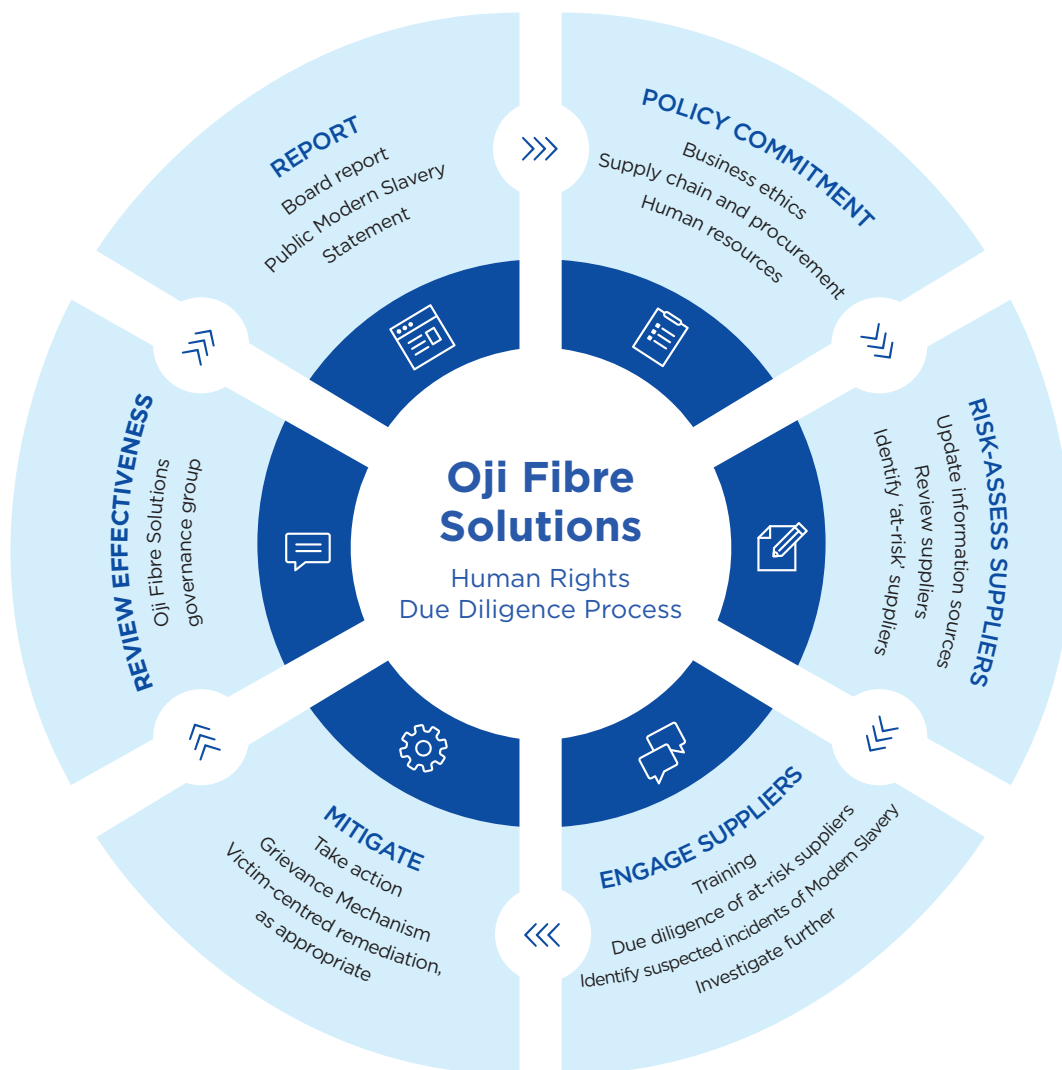 Oji Fibre
Solutions
Human Rights
Due Diligence Process
POLICY COMMITMENT
Business ethics
Supply chain and procurement
Human resources
RISK-ASSESS SUPPLIERS
Update information sources
Review suppliers
Identify ‘at-risk’ suppliers
ENGAGE SUPPLIERS
Training
Due diligence of at-risk suppliers
Identify suspected incidents of Modern Slavery
Investigate further
MITIGATE
Take action
Grievance Mechanism
Victim-centred remediation,
as appropriate
REVIEW EFFECTIVENESS
Oji Fibre Solutions
governance group
REPORT
Board report
Public Modern Slavery
Statement